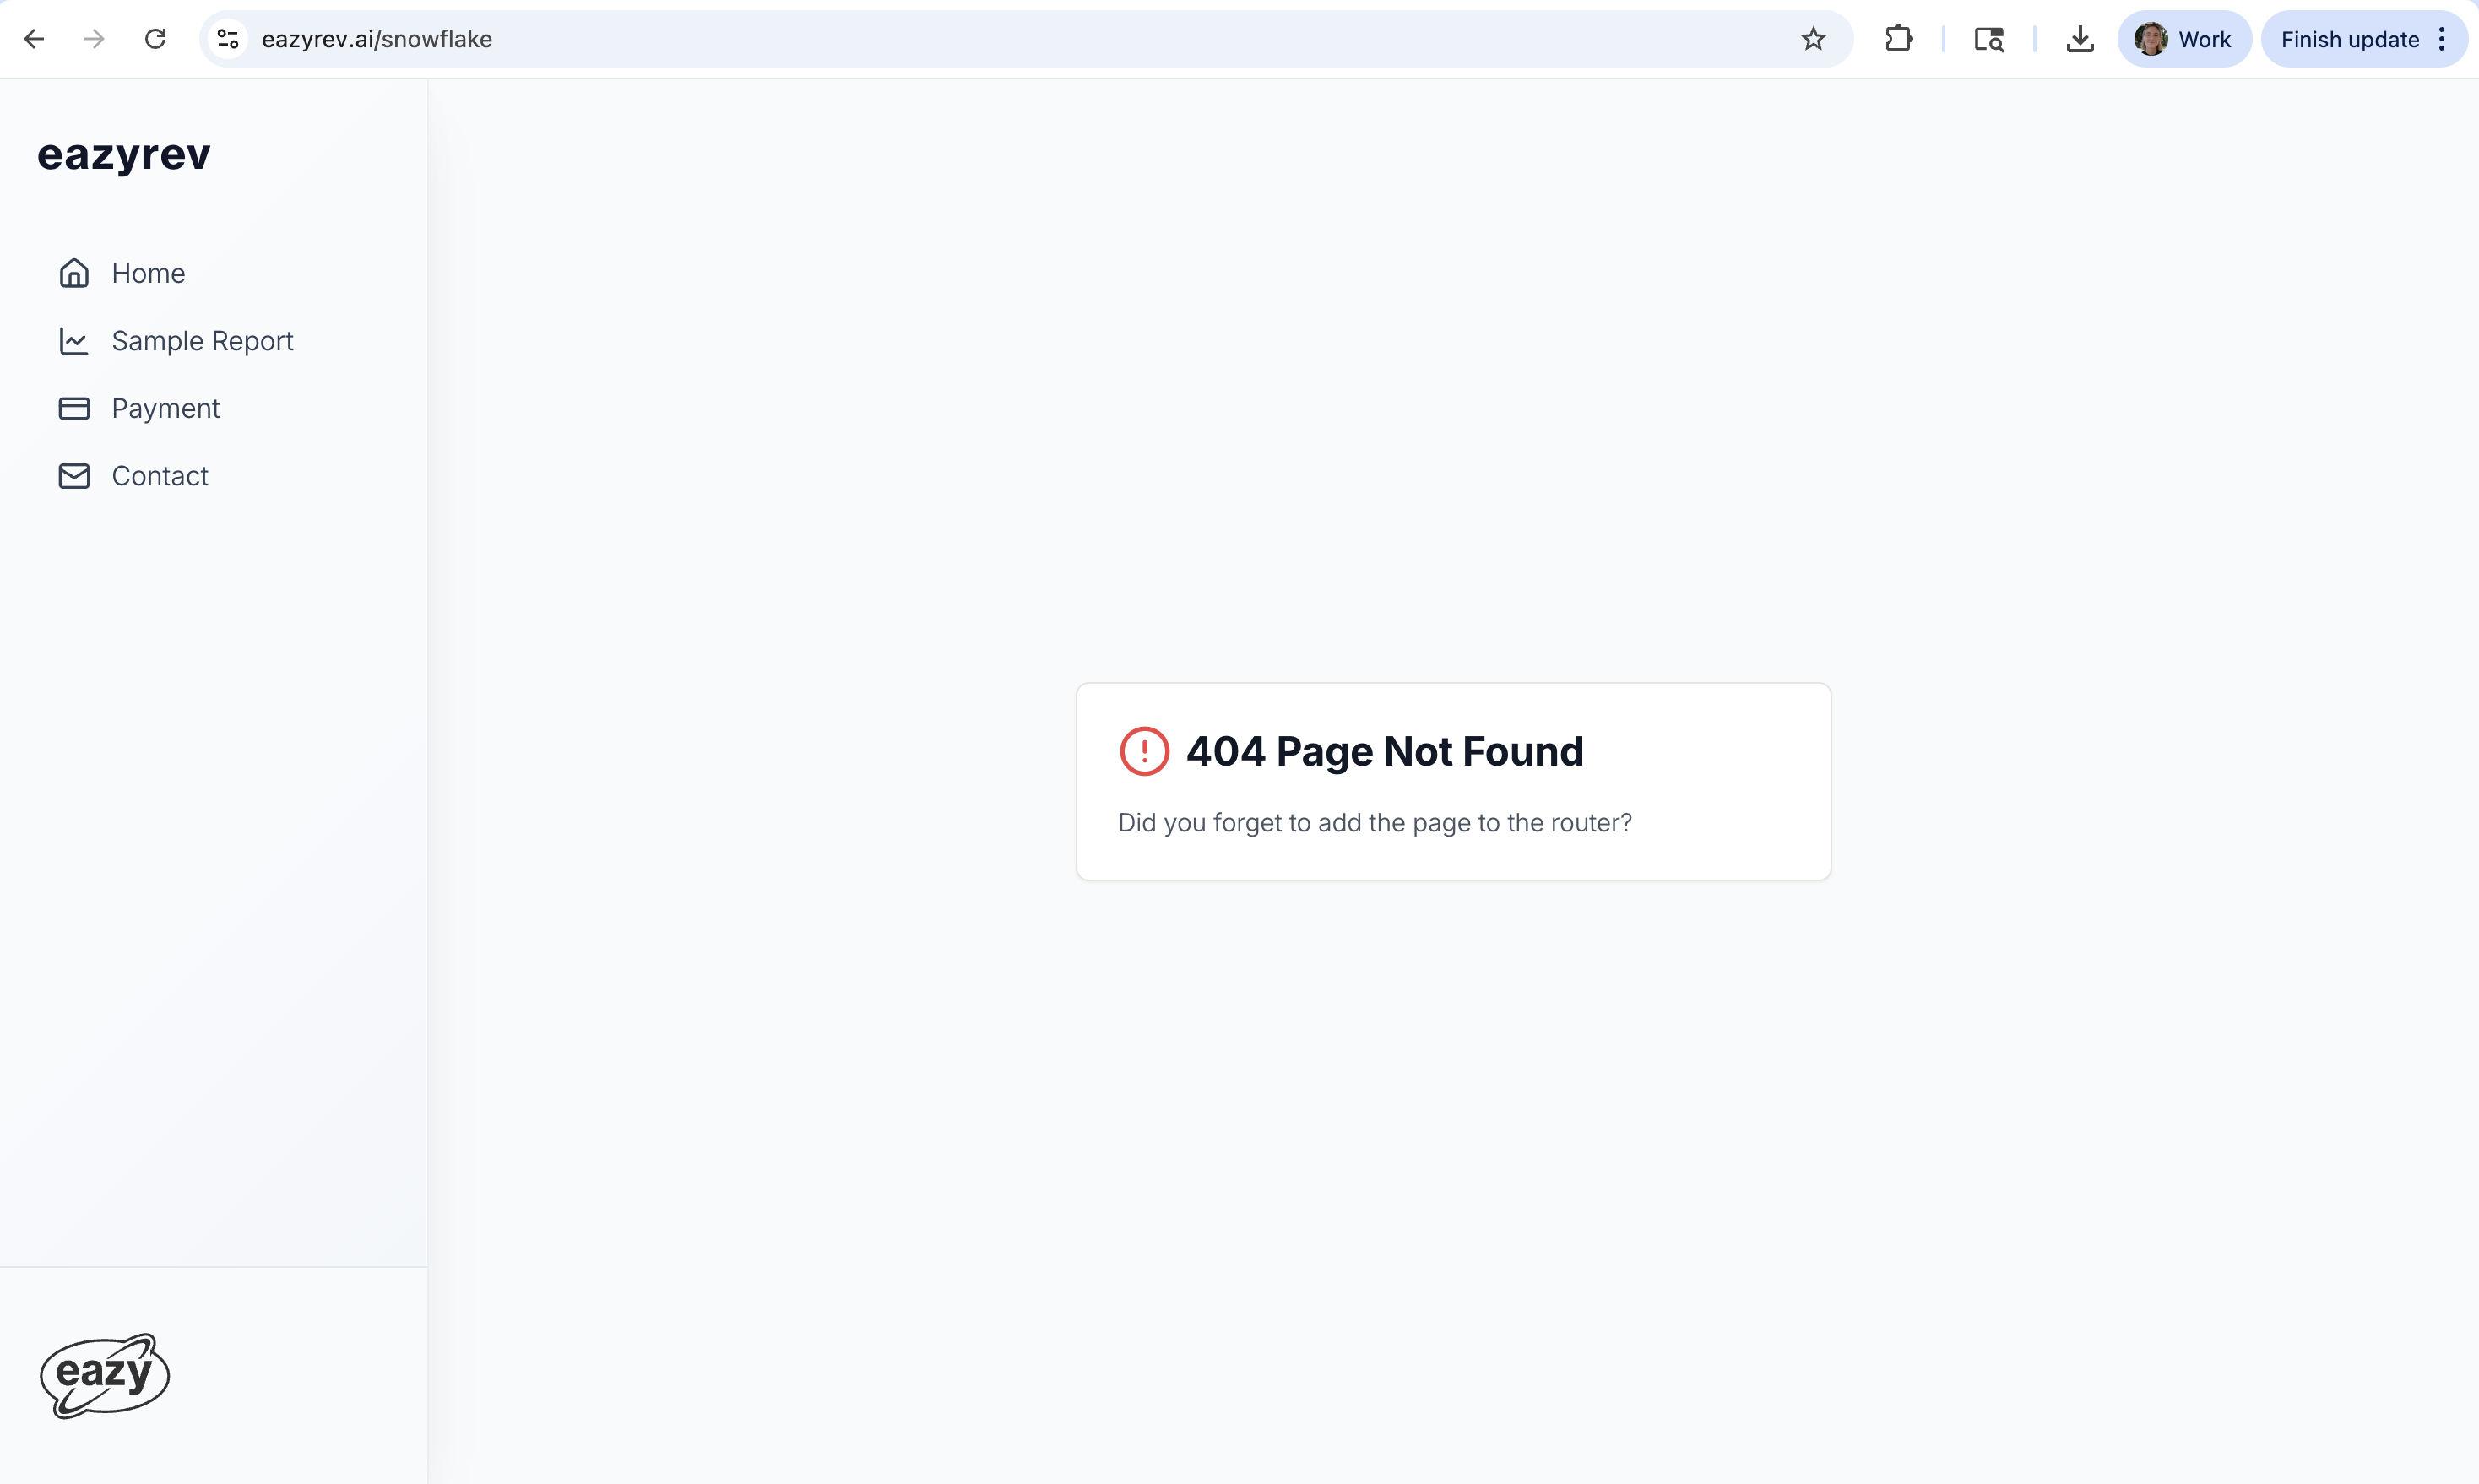 eazyrev.ai/snowflake
Work
Finish update
eazyrev
Home
Sample Report
Payment
Contact
404 Page Not Found
Did you forget to add the page to the router?
eazy